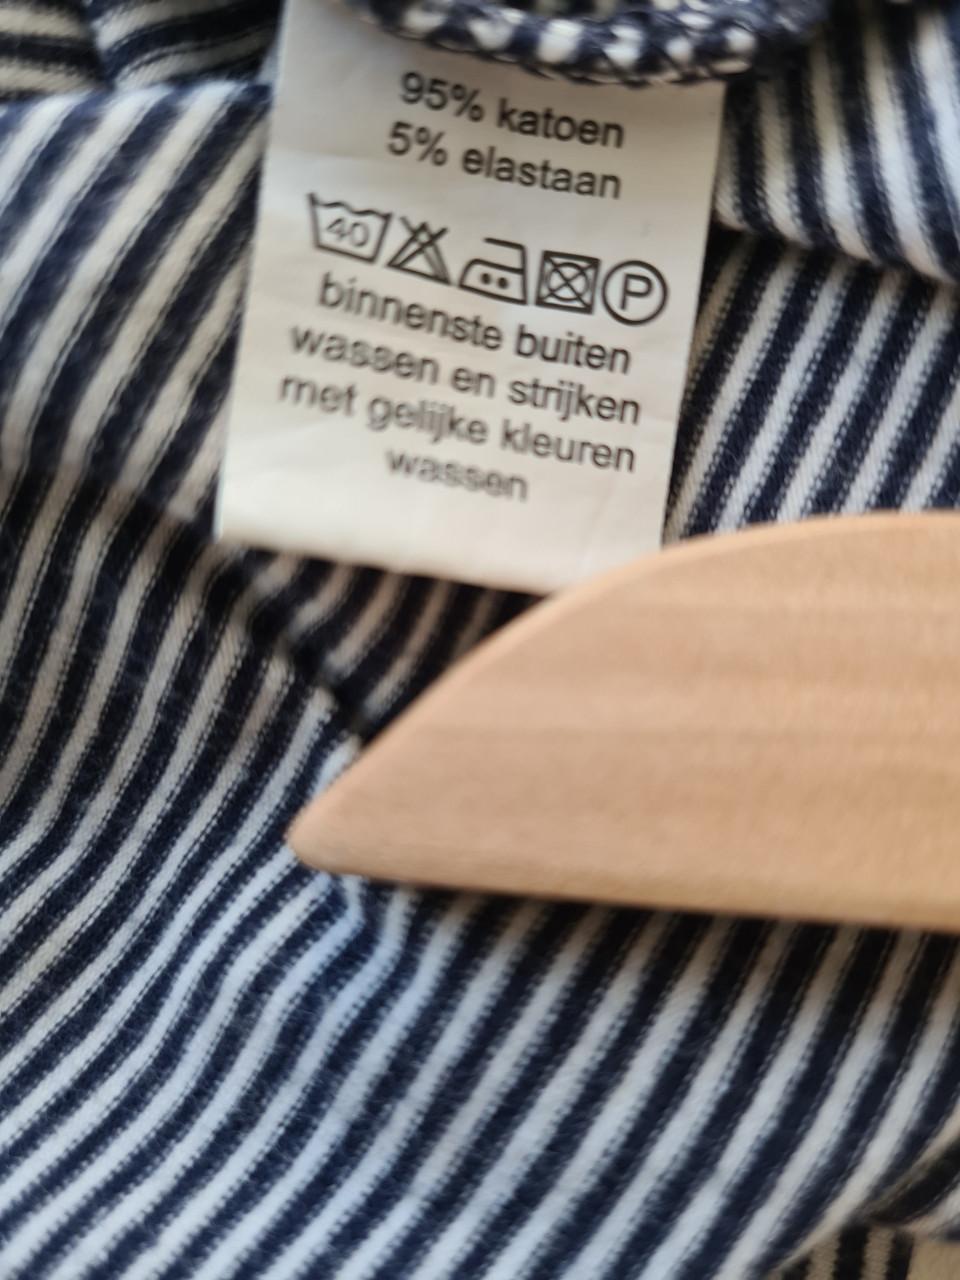 95% katoen
5% elastaan
40 P
binnenste buiten
wassen en strijken
met gelijke kleuren
wassen